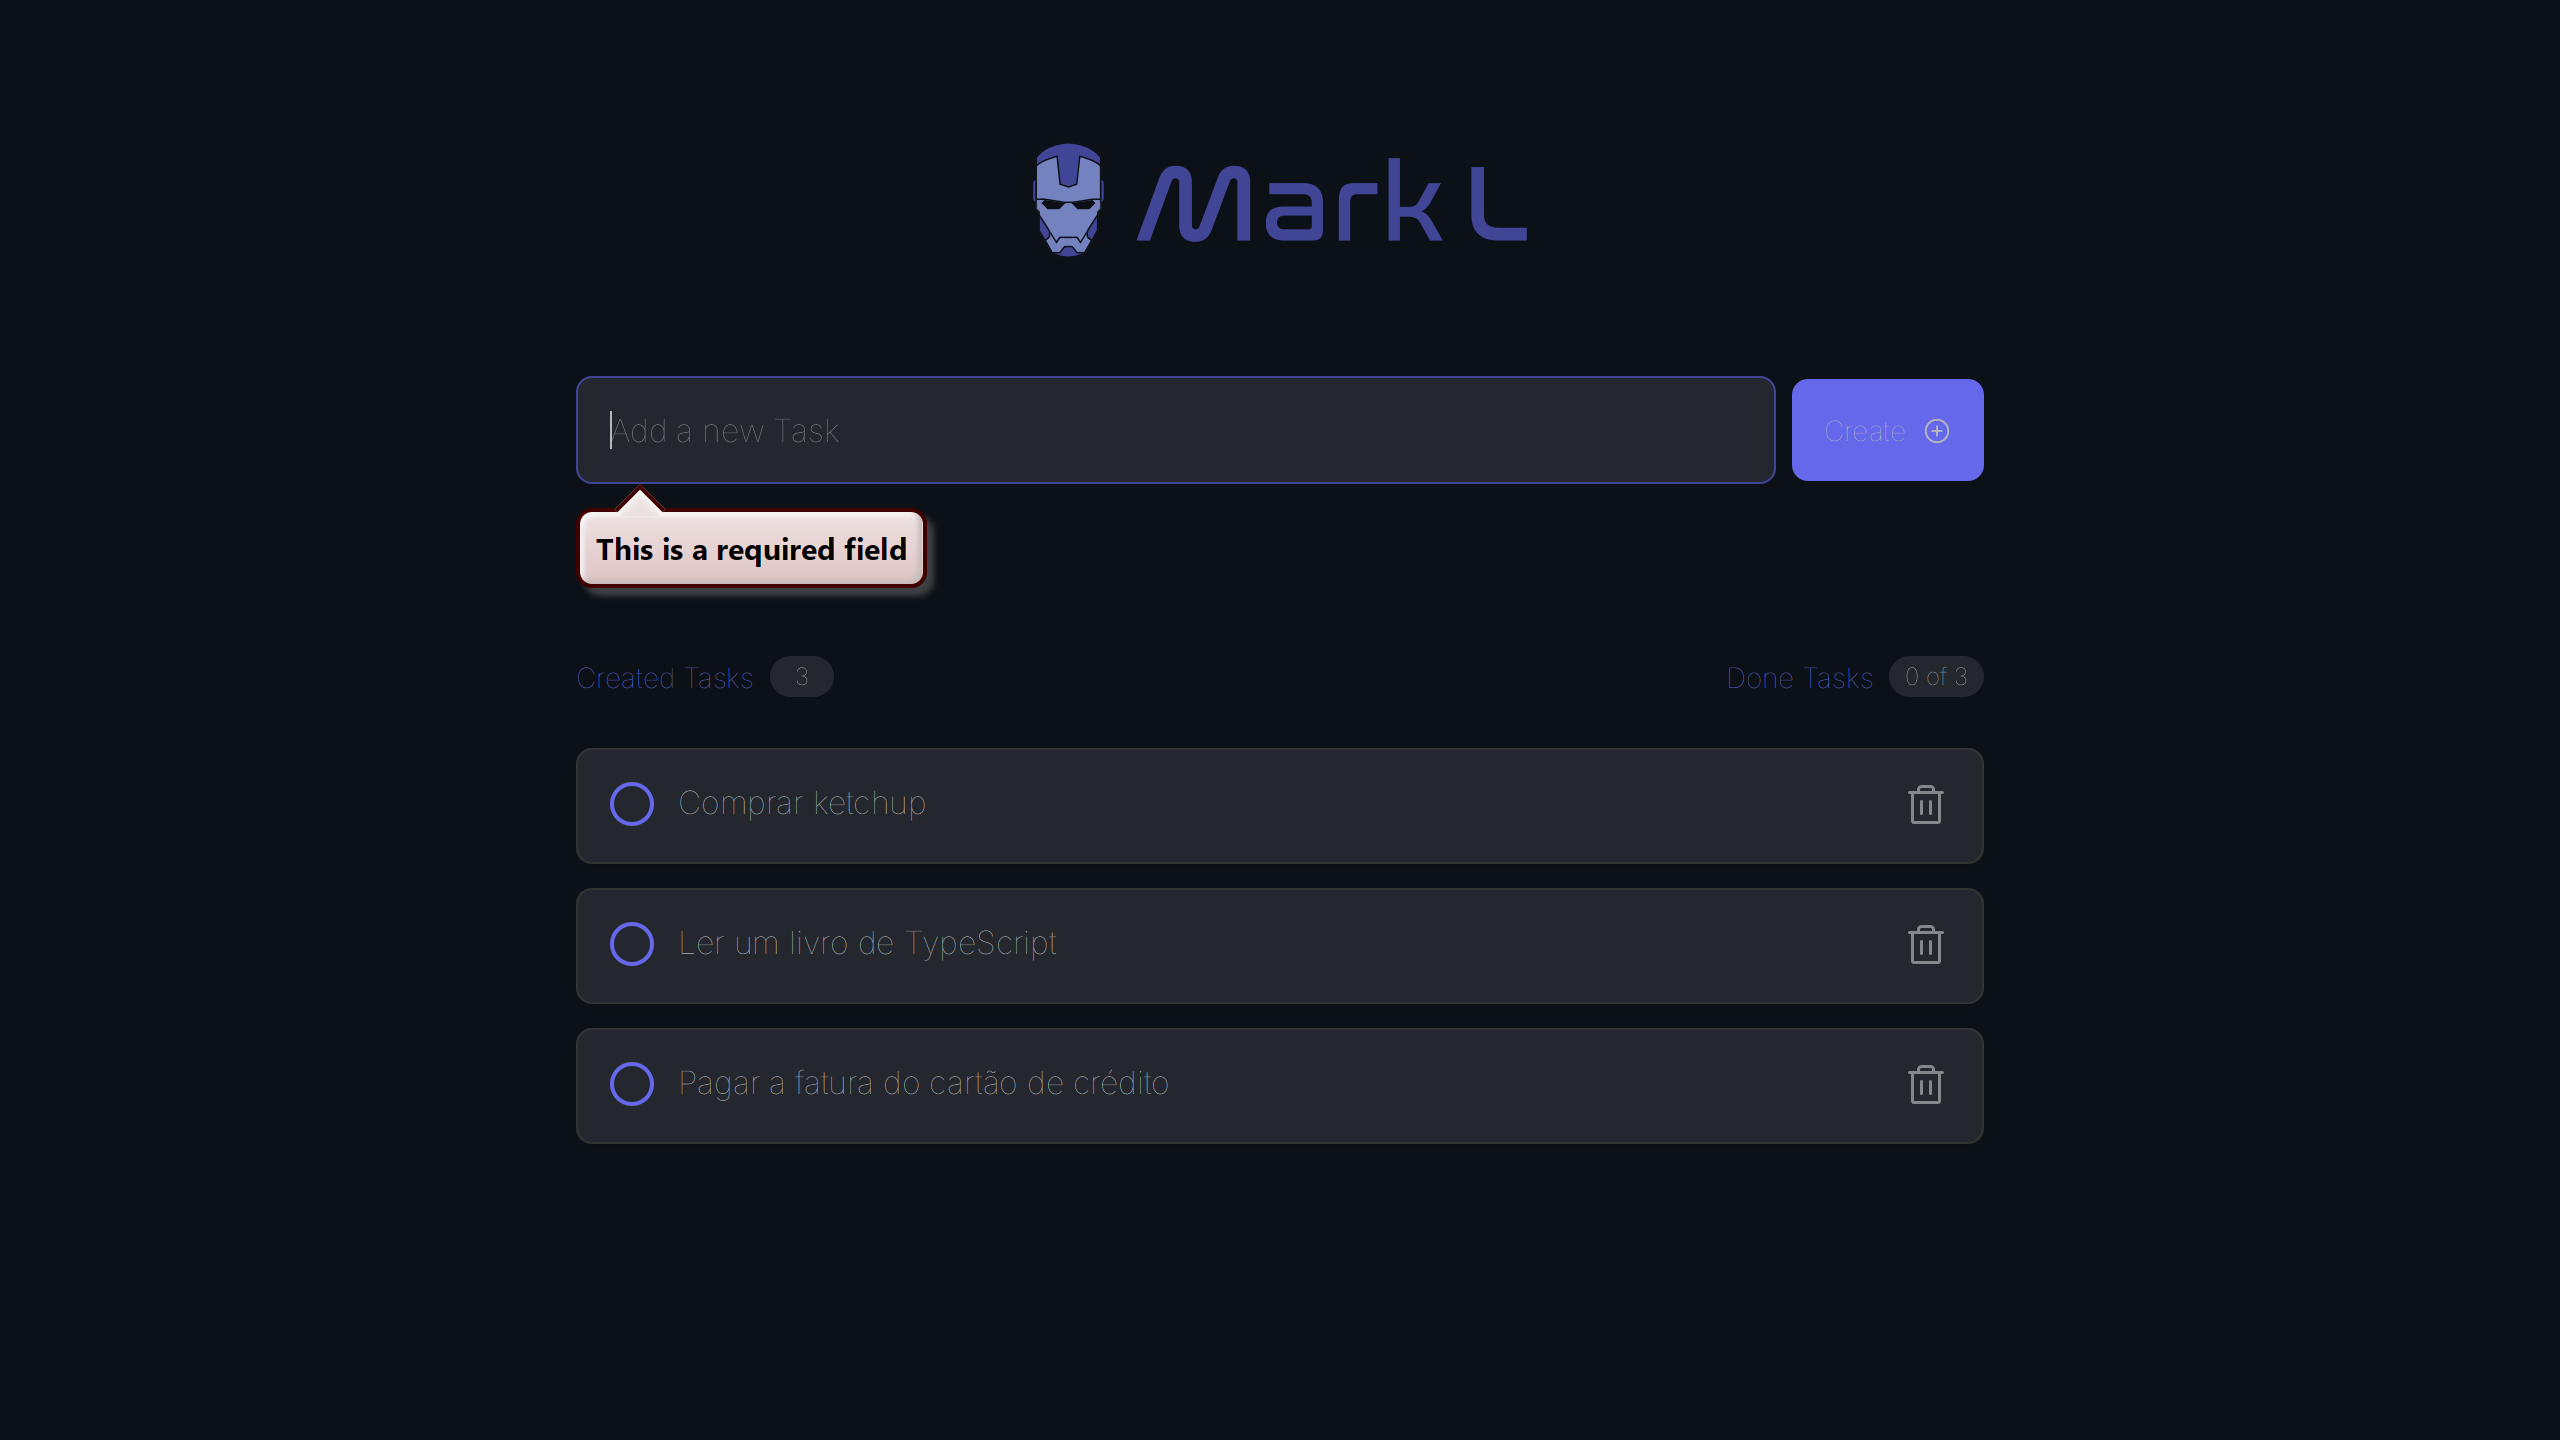 Mark L
Add a new Task
Create
This is a required field
Created Tasks 3
Done Tasks 0 of 3
Comprar ketchup
Ler um livro de TypeScript
Pagar a fatura do cartão de crédito